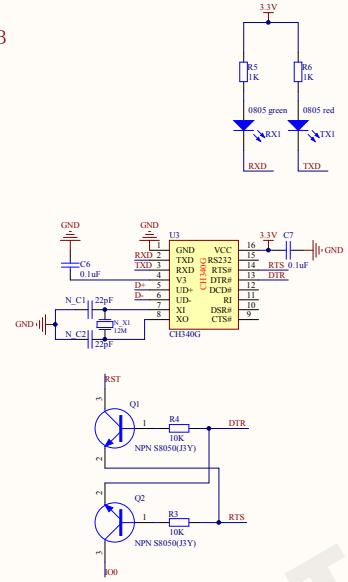 3.3V
3
R5
1K
R6
1K
0805 green
0805 red
RX1
TX1
RXD
TXD
GND
GND
U3
3.3V
C7
GND
0.1uF
C6
0.1uF
RXD
TXD
D+
D-
1
2
3
4
5
6
7
8
GND
TXD
RXD
V3
UD+
UD-
XI
XO
CH340G
VCC
RS232
RTS#
DTR#
DCD#
RI
DSR#
CTS#
16
15
14
13
12
11
10
9
RTS
DTR
CH340G
N_C1
22pF
N_X1
12M
GND
N_C2
22pF
RST
3
Q1
1
R4
10K
DTR
2
NPN S8050(J3Y)
2
Q2
1
R3
10K
RTS
3
NPN S8050(J3Y)
IO0